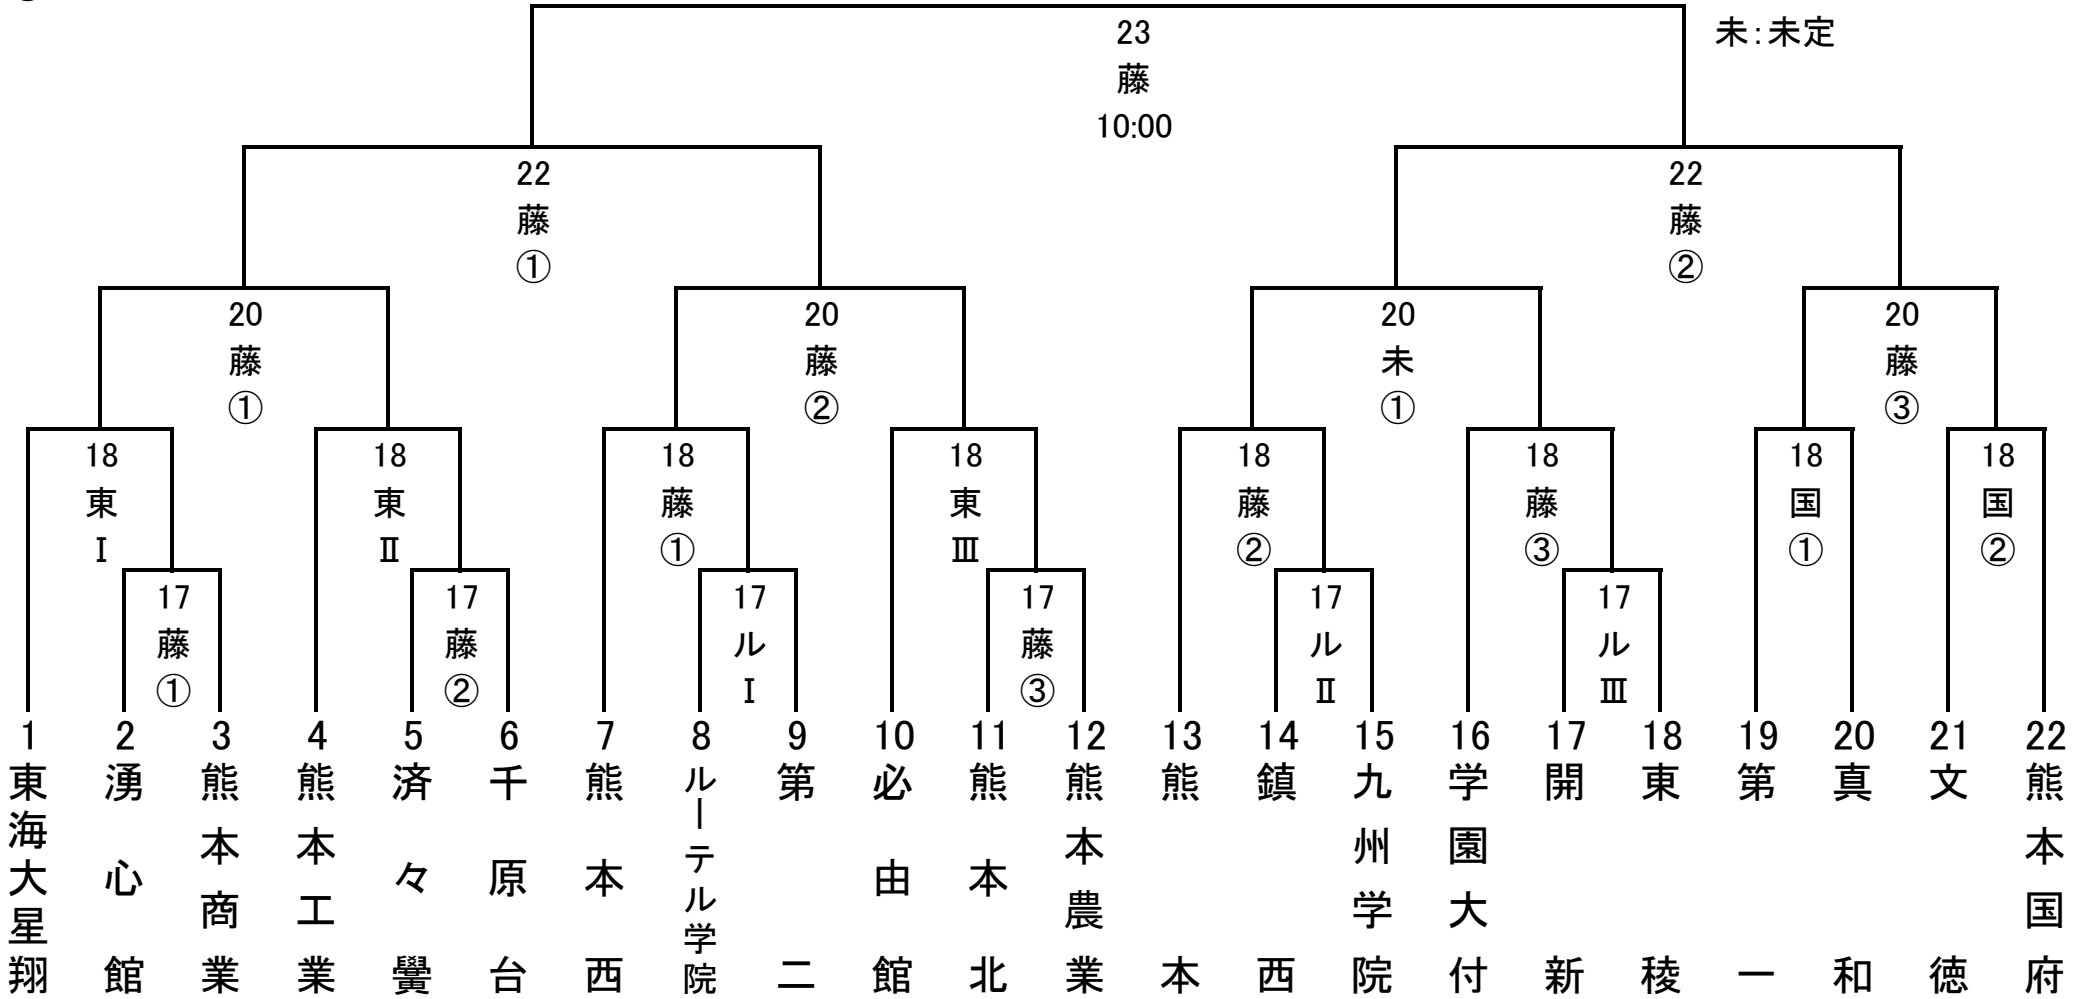 23
藤
10:00
未：未定
22
藤
①
22
藤
②
20
藤
①
20
藤
②
20
未
①
20
藤
③
18
東
Ⅰ
18
東
Ⅱ
18
藤
①
18
東
Ⅲ
18
藤
②
18
藤
③
18
国
①
18
国
②
17
藤
①
17
藤
②
17
ル
Ⅰ
17
藤
③
17
ル
Ⅱ
17
ル
Ⅲ
1 東海大星翔
2 湧心館
3 熊本商業
4 熊本工業
5 済々黌
6 千原台
7 熊本西
8 ルーテル学院
9 第二
10 必由館
11 熊本北
12 熊本農業
13 熊本
14 鎮西
15 九州学院
16 学園大付
17 開新
18 東稜
19 第一
20 真和
21 文徳
22 熊本国府